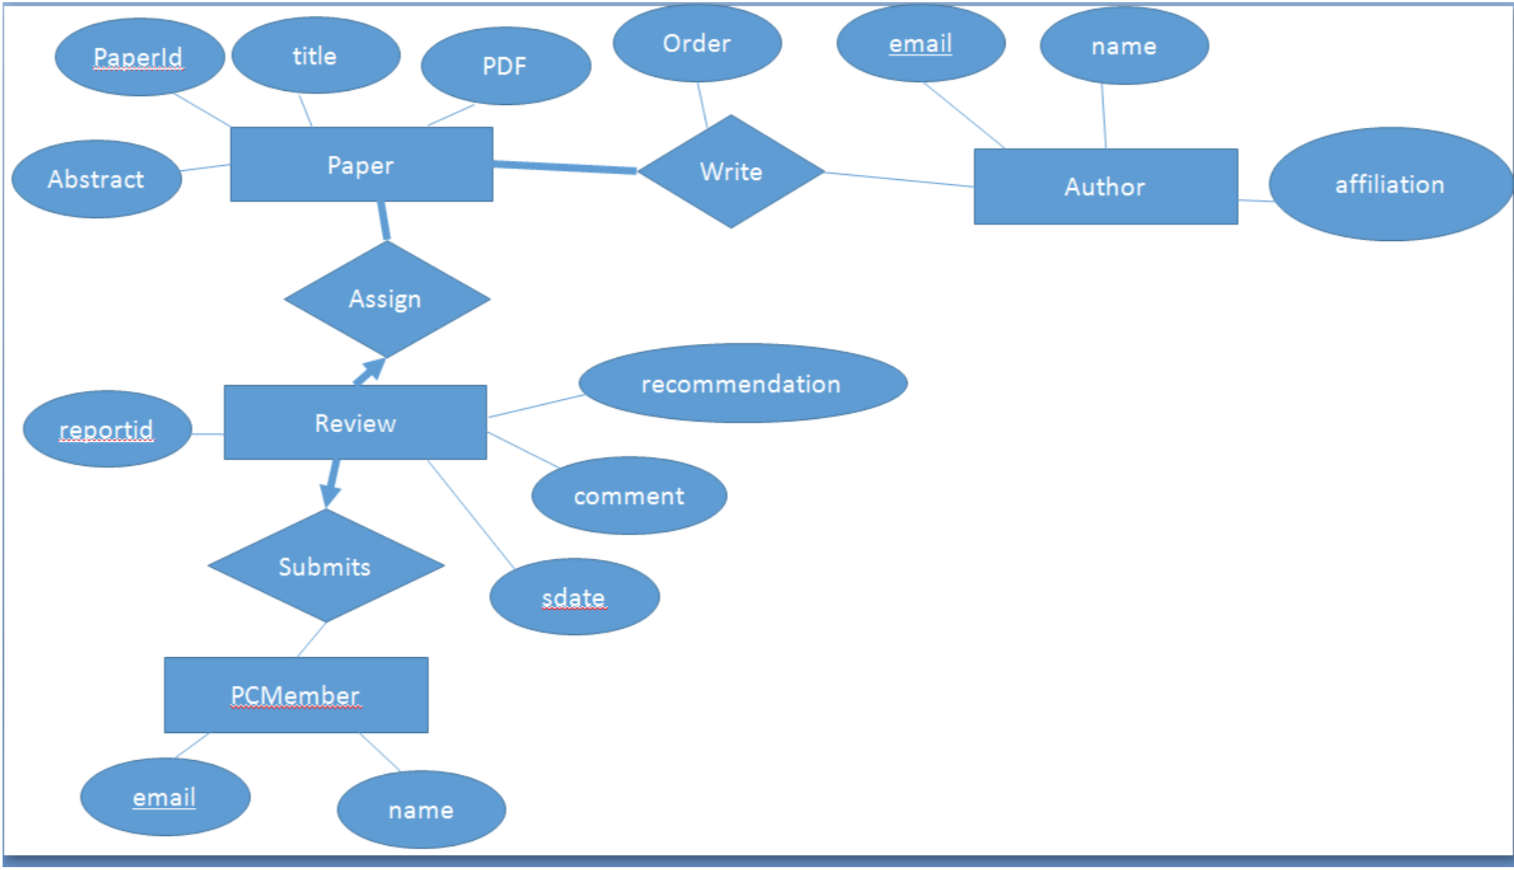 PaperId
title
PDF
Order
email
name
Abstract
Paper
Write
Author
affiliation
Assign
recommendation
reportid
Review
comment
Submits
sdate
PCMember
email
name